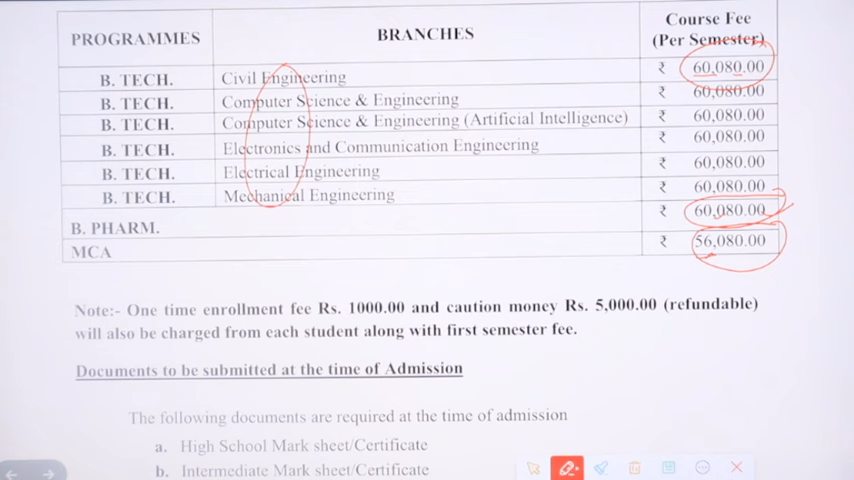 PROGRAMMES BRANCHES Course Fee (Per Semester)
B. TECH. Civil Engineering ₹ 60,080.00
B. TECH. Computer Science & Engineering ₹ 60,080.00
B. TECH. Computer Science & Engineering (Artificial Intelligence) ₹ 60,080.00
B. TECH. Electronics and Communication Engineering ₹ 60,080.00
B. TECH. Electrical Engineering ₹ 60,080.00
B. TECH. Mechanical Engineering ₹ 60,080.00
B. PHARM. ₹ 60,080.00
MCA ₹ 56,080.00
Note:- One time enrollment fee Rs. 1000.00 and caution money Rs. 5,000.00 (refundable)
will also be charged from each student along with first semester fee.
Documents to be submitted at the time of Admission
The following documents are required at the time of admission
a. High School Mark sheet/Certificate
b. Intermediate Mark sheet/Certificate